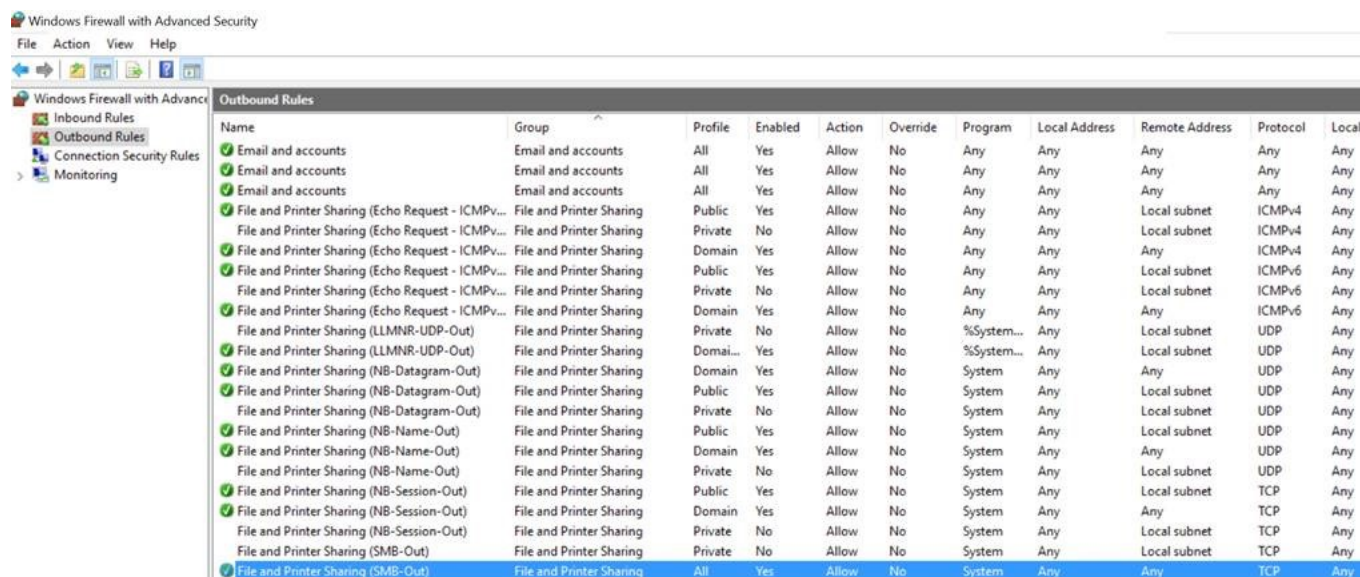 Windows Firewall with Advanced Security
File Action View Help
Windows Firewall with Advance
Inbound Rules
Outbound Rules
Connection Security Rules
Monitoring
Outbound Rules
Name Group Profile Enabled Action Override Program Local Address Remote Address Protocol Local
Email and accounts Email and accounts All Yes Allow No Any Any Any Any Any
Email and accounts Email and accounts All Yes Allow No Any Any Any Any Any
Email and accounts Email and accounts All Yes Allow No Any Any Any Any Any
File and Printer Sharing (Echo Request - ICMPv... File and Printer Sharing Public Yes Allow No Any Any Local subnet ICMPv4 Any
File and Printer Sharing (Echo Request - ICMPv... File and Printer Sharing Private No Allow No Any Any Local subnet ICMPv4 Any
File and Printer Sharing (Echo Request - ICMPv... File and Printer Sharing Domain Yes Allow No Any Any Any ICMPv4 Any
File and Printer Sharing (Echo Request - ICMPv... File and Printer Sharing Public Yes Allow No Any Any Local subnet ICMPv6 Any
File and Printer Sharing (Echo Request - ICMPv... File and Printer Sharing Private No Allow No Any Any Local subnet ICMPv6 Any
File and Printer Sharing (Echo Request - ICMPv... File and Printer Sharing Domain Yes Allow No Any Any Any ICMPv6 Any
File and Printer Sharing (LLMNR-UDP-Out) File and Printer Sharing Private No Allow No %System... Any Local subnet UDP Any
File and Printer Sharing (LLMNR-UDP-Out) File and Printer Sharing Domai... Yes Allow No %System... Any Local subnet UDP Any
File and Printer Sharing (NB-Datagram-Out) File and Printer Sharing Domain Yes Allow No System Any Any UDP Any
File and Printer Sharing (NB-Datagram-Out) File and Printer Sharing Public Yes Allow No System Any Local subnet UDP Any
File and Printer Sharing (NB-Datagram-Out) File and Printer Sharing Private No Allow No System Any Local subnet UDP Any
File and Printer Sharing (NB-Name-Out) File and Printer Sharing Public Yes Allow No System Any Local subnet UDP Any
File and Printer Sharing (NB-Name-Out) File and Printer Sharing Domain Yes Allow No System Any Any UDP Any
File and Printer Sharing (NB-Name-Out) File and Printer Sharing Private No Allow No System Any Local subnet UDP Any
File and Printer Sharing (NB-Session-Out) File and Printer Sharing Public Yes Allow No System Any Local subnet TCP Any
File and Printer Sharing (NB-Session-Out) File and Printer Sharing Domain Yes Allow No System Any Any TCP Any
File and Printer Sharing (NB-Session-Out) File and Printer Sharing Private No Allow No System Any Local subnet TCP Any
File and Printer Sharing (SMB-Out) File and Printer Sharing Private No Allow No System Any Local subnet TCP Any
File and Printer Sharing (SMB-Out) File and Printer Sharing All Yes Allow No System Any Any TCP Any